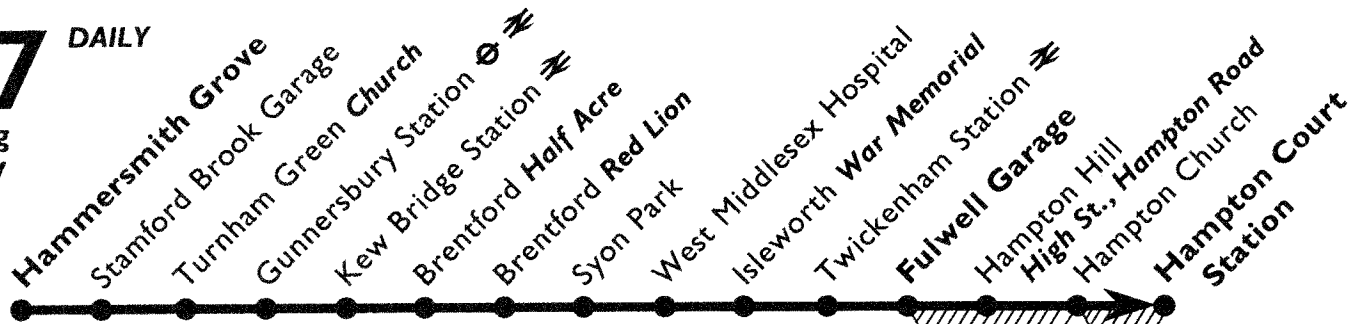 7
DAILY
g
Hammersmith Grove
Stamford Brook Garage
Turnham Green Church
Gunnersbury Station
Kew Bridge Station
Brentford Half Acre
Brentford Red Lion
Syon Park
West Middlesex Hospital
Isleworth War Memorial
Twickenham Station
Fulwell Garage
Hampton Hill
High St., Hampton Road
Hampton Church
Hampton Court
Station